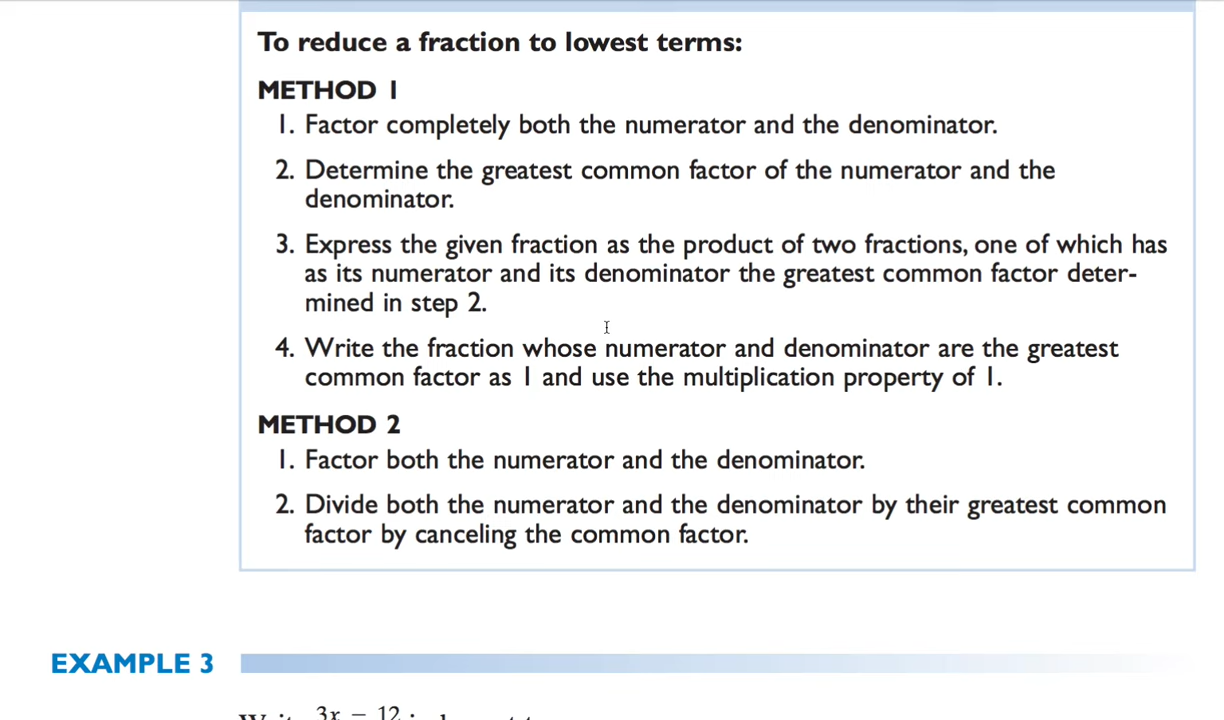 To reduce a fraction to lowest terms:
METHOD 1
1. Factor completely both the numerator and the denominator.
2. Determine the greatest common factor of the numerator and the
denominator.
3. Express the given fraction as the product of two fractions, one of which has
as its numerator and its denominator the greatest common factor deter-
mined in step 2.
4. Write the fraction whose numerator and denominator are the greatest
common factor as 1 and use the multiplication property of 1.
METHOD 2
1. Factor both the numerator and the denominator.
2. Divide both the numerator and the denominator by their greatest common
factor by canceling the common factor.
EXAMPLE 3
3x − 12